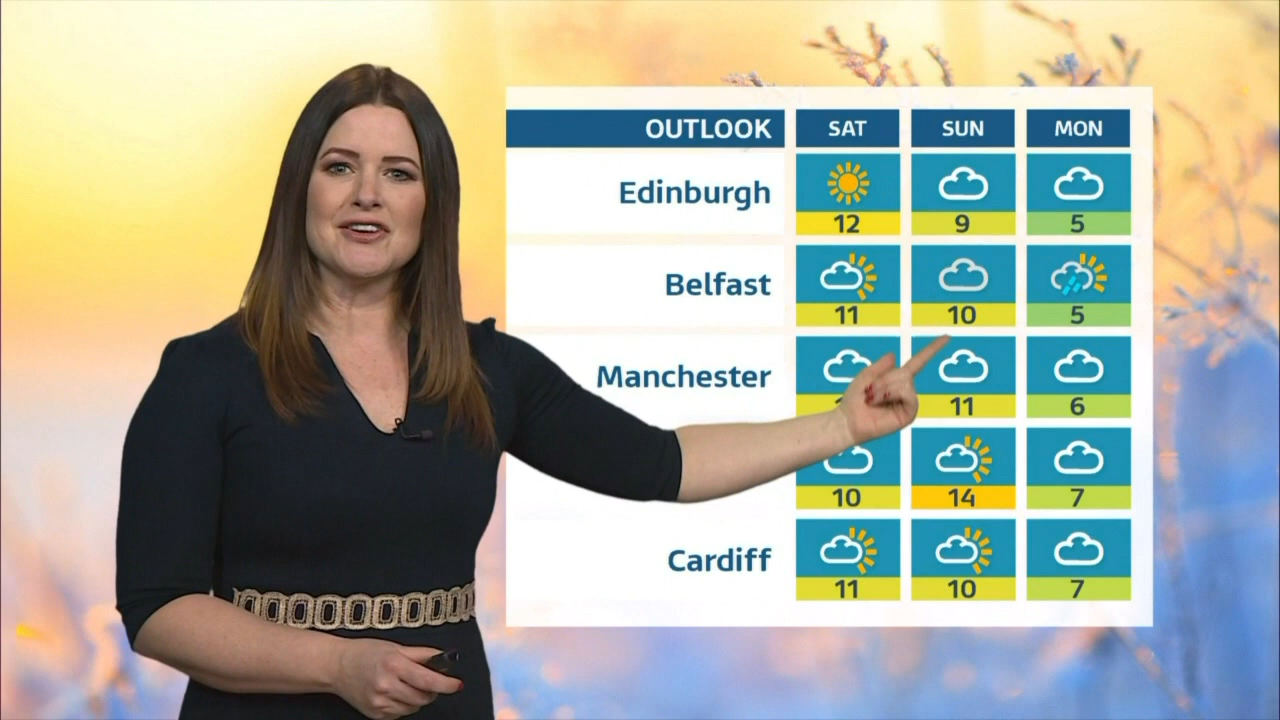 OUTLOOK SAT SUN MON
Edinburgh 12 9 5
Belfast 11 10 5
Manchester 11 6
10 14 7
Cardiff 11 10 7